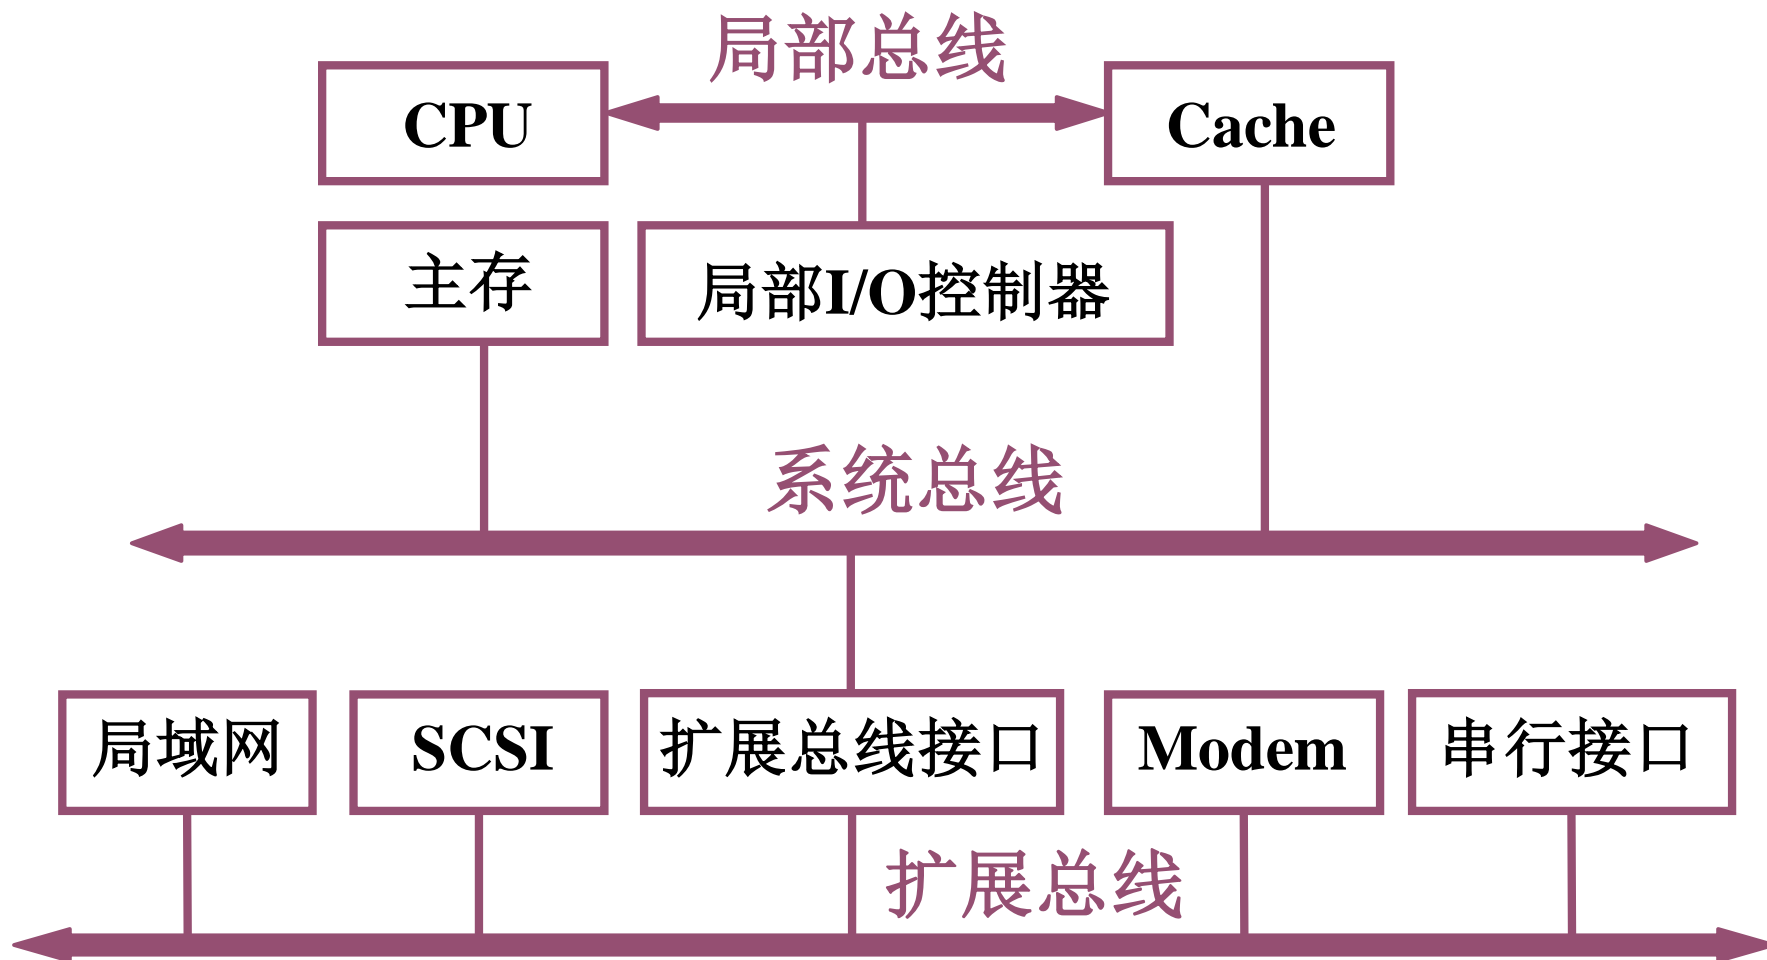 局部总线
CPU
Cache
主存
局部I/O控制器
系统总线
局域网
SCSI
扩展总线接口
Modem
串行接口
扩展总线